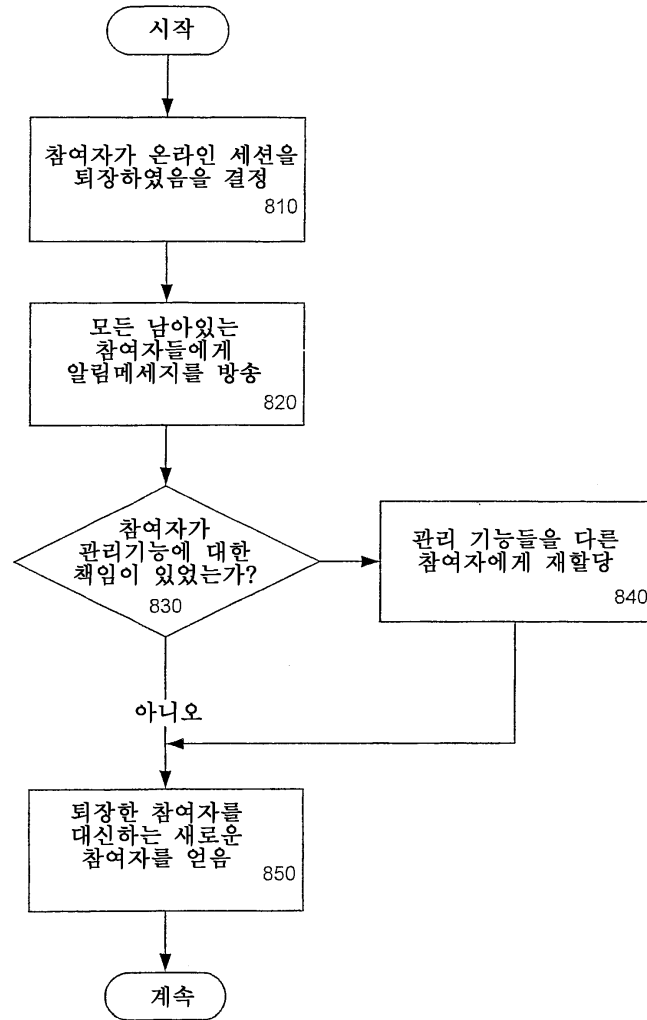 시작
참여자가 온라인 세션을
퇴장하였음을 결정
810
모든 남아있는
참여자들에게
알림메세지를 방송
820
참여자가
관리기능에 대한
책임이 있었는가?
830
관리 기능들을 다른
참여자에게 재할당
840
아니오
퇴장한 참여자를
대신하는 새로운
참여자를 얻음
850
계속